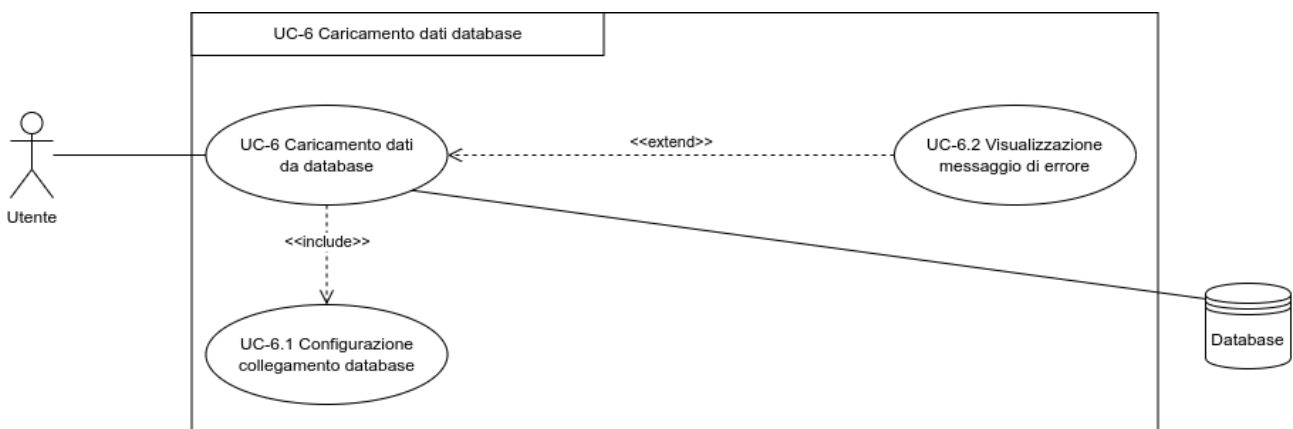 UC-6 Caricamento dati database
UC-6 Caricamento dati
da database
<<extend>>
UC-6.2 Visualizzazione
messaggio di errore
Utente
<<include>>
UC-6.1 Configurazione
collegamento database
Database